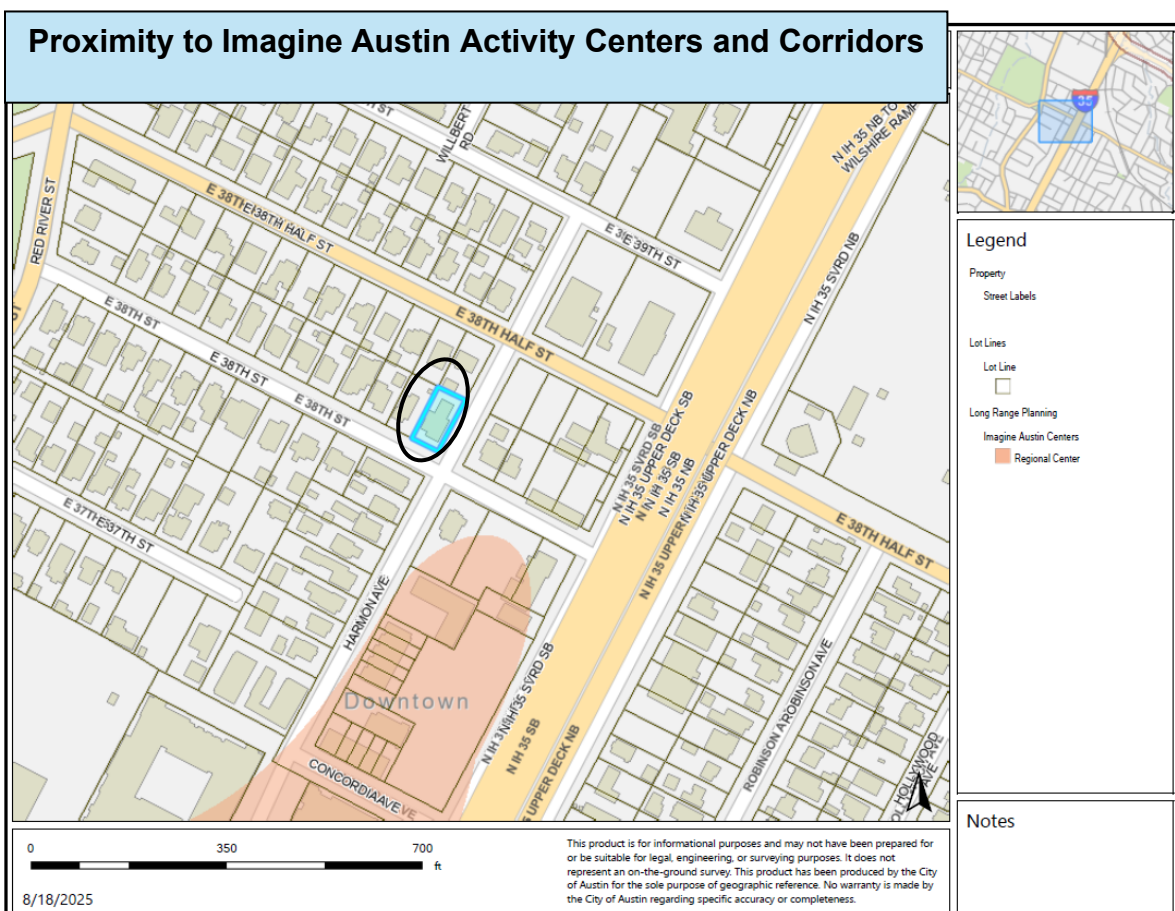 Proximity to Imagine Austin Activity Centers and Corridors
WILLBERT
RD
N IH 35 NB TO
WILSHIRE RAMP
35
RED RIVER ST
E 38TH HALF ST
E 39TH ST
N IH 35 SVRD NB
E 38TH ST
E 38TH HALF ST
E 38TH ST
E 38TH ST
N IH 35 SVRD SB
N IH 35 UPPER DECK SB
N IH 35 SB
N IH 35 NB
N IH 35 UPPER DECK NB
E 37TH ST
E 38TH HALF ST
HARMON AVE
N IH 35 SVRD SB
N IH 35 SB
UPPER DECK NB
ROBINSON AVE
HOLLYWOOD
AVE
Downtown
CONCORDIA AVE
Legend
Property
Street Labels
Lot Lines
Lot Line
Long Range Planning
Imagine Austin Centers
Regional Center
Notes
0 350 700
ft
8/18/2025
This product is for informational purposes and may not have been prepared for
or be suitable for legal, engineering, or surveying purposes. It does not
represent an on-the-ground survey. This product has been produced by the City
of Austin for the sole purpose of geographic reference. No warranty is made by
the City of Austin regarding specific accuracy or completeness.